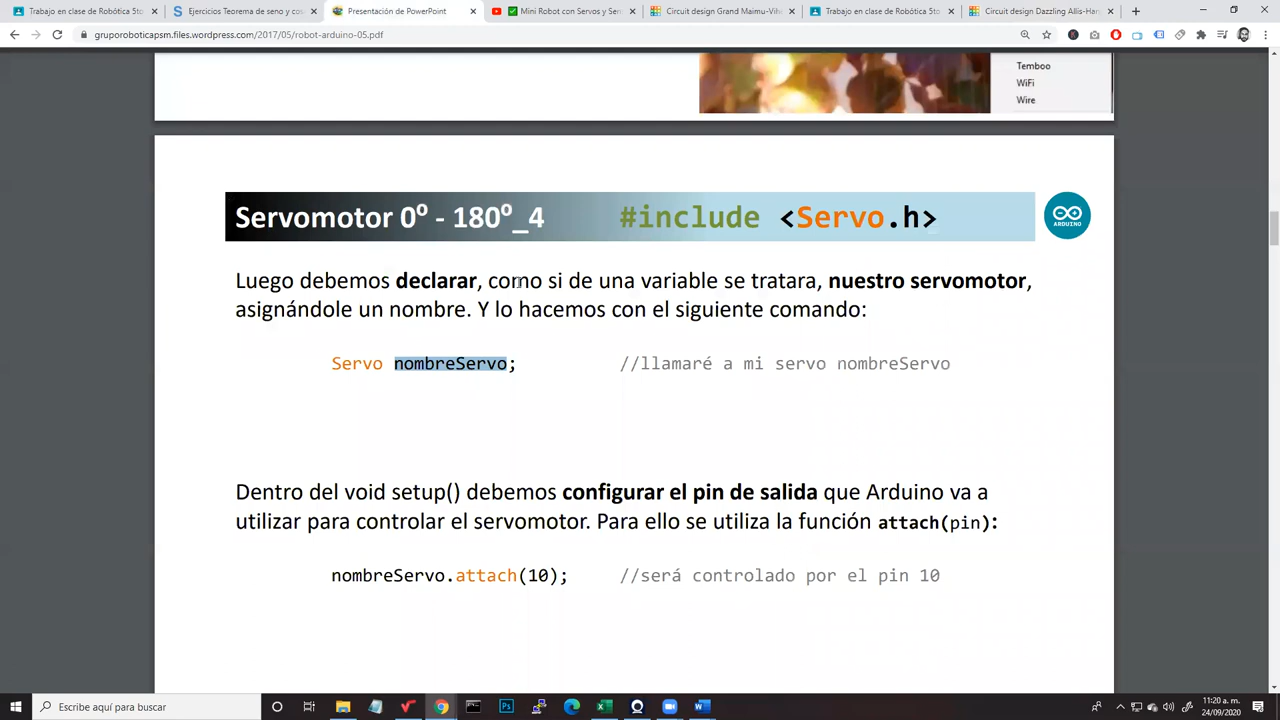 Trabajo en clase de Robótica 5to
Ejercicios Teorema de seno y cos
Presentación de PowerPoint
Mini Robot con Servos y Sen
Circuit design Grand Maimu-Vih
Trabajo en clase de Robótica 5to
Circuit design Dazzling Allis-Har
gruporoboticapsm.files.wordpress.com/2017/05/robot-arduino-05.pdf
Temboo
WiFi
Wire
Servomotor 0º - 180º_4 #include <Servo.h>
ARDUINO
Luego debemos declarar, como si de una variable se tratara, nuestro servomotor,
asignándole un nombre. Y lo hacemos con el siguiente comando:
Servo nombreServo; //llamaré a mi servo nombreServo
Dentro del void setup() debemos configurar el pin de salida que Arduino va a
utilizar para controlar el servomotor. Para ello se utiliza la función attach(pin):
nombreServo.attach(10); //será controlado por el pin 10
Escribe aquí para buscar
11:20 a. m.
24/09/2020